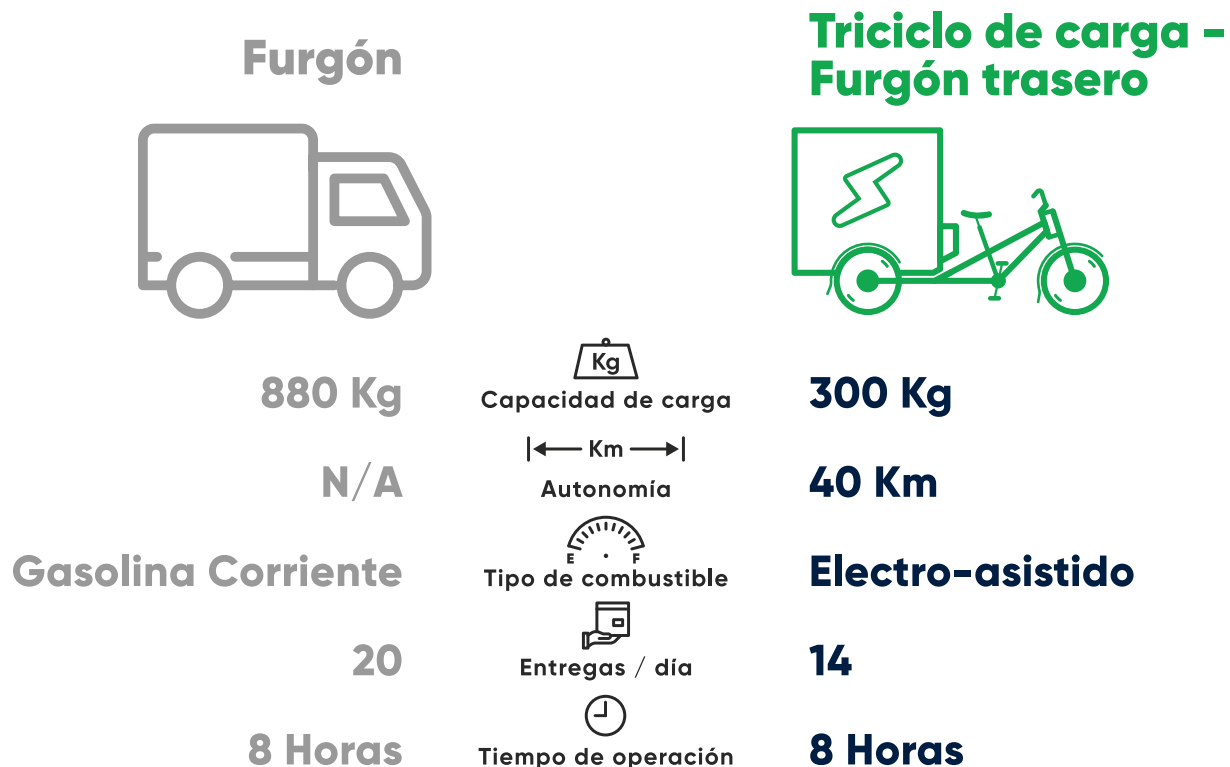 Furgón
Triciclo de carga -
Furgón trasero
Kg
880 Kg
Capacidad de carga
300 Kg
Km
N/A
Autonomía
40 Km
E F
Gasolina Corriente
Tipo de combustible
Electro-asistido
20
Entregas / día
14
8 Horas
Tiempo de operación
8 Horas